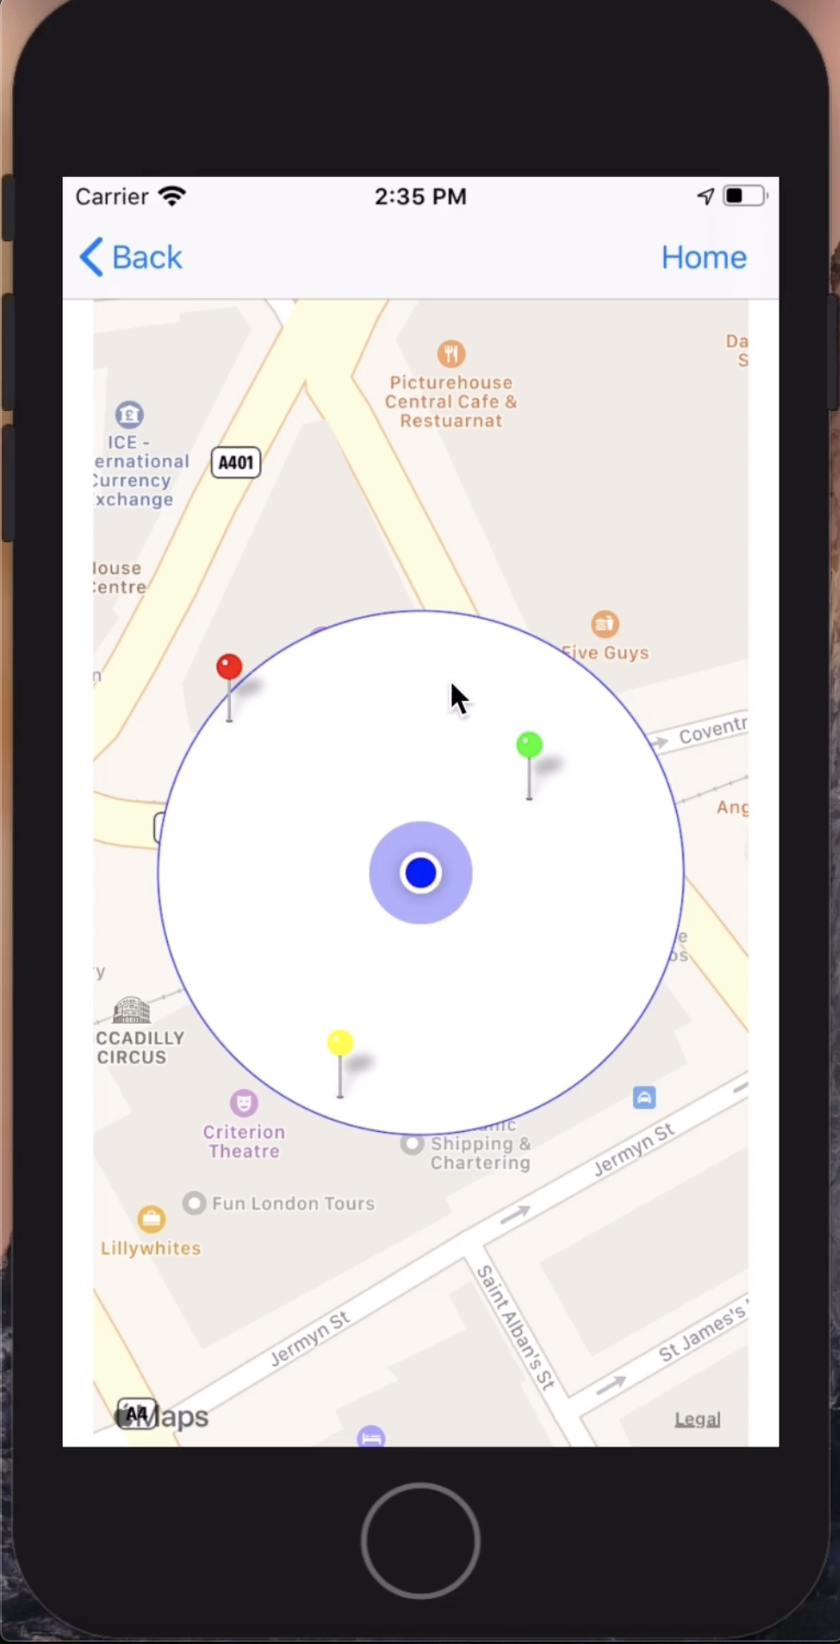 Carrier
2:35 PM
Back
Home
Picturehouse
Central Cafe &
Restuarnat
Da
S
ICE -
ernational
Currency
xchange
A401
House
Centre
n
Five Guys
Coventr
Ang
e
os
y
CCADILLY
CIRCUS
Criterion
Theatre
Shipping &
Chartering
Jermyn St
Fun London Tours
Lillywhites
Jermyn St
Saint Alban's St
St James's
A4
Maps
Legal